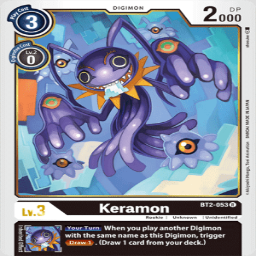 DIGIMON
Play Cost
3
2000
DP
Lv.2
0
Keramon
BT2-053
Lv.3
Rookie | Unknown | Unidentified
Your Turn When you play another Digimon
with the same name as this Digimon, trigger
Draw 1. (Draw 1 card from your deck.)